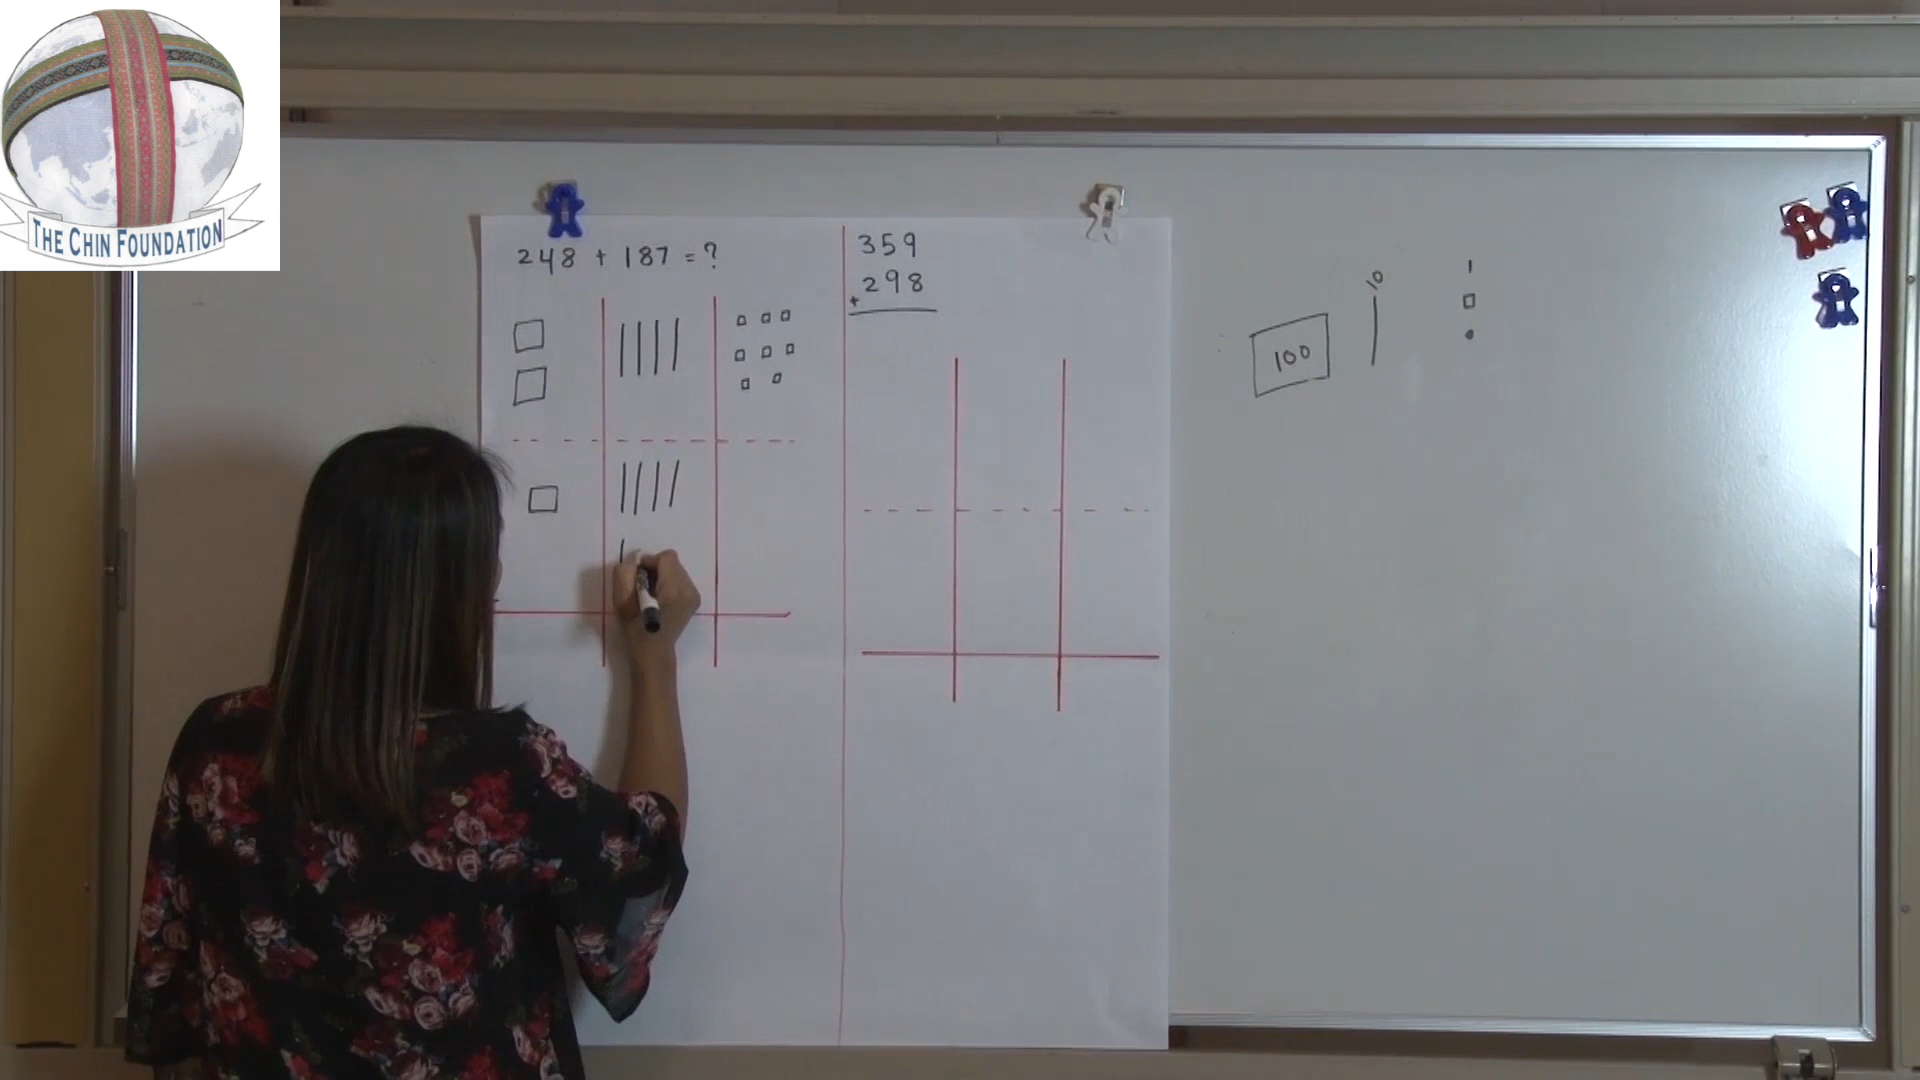 THE CHIN FOUNDATION
248 + 187 = ?
359
+ 298
100
10
1